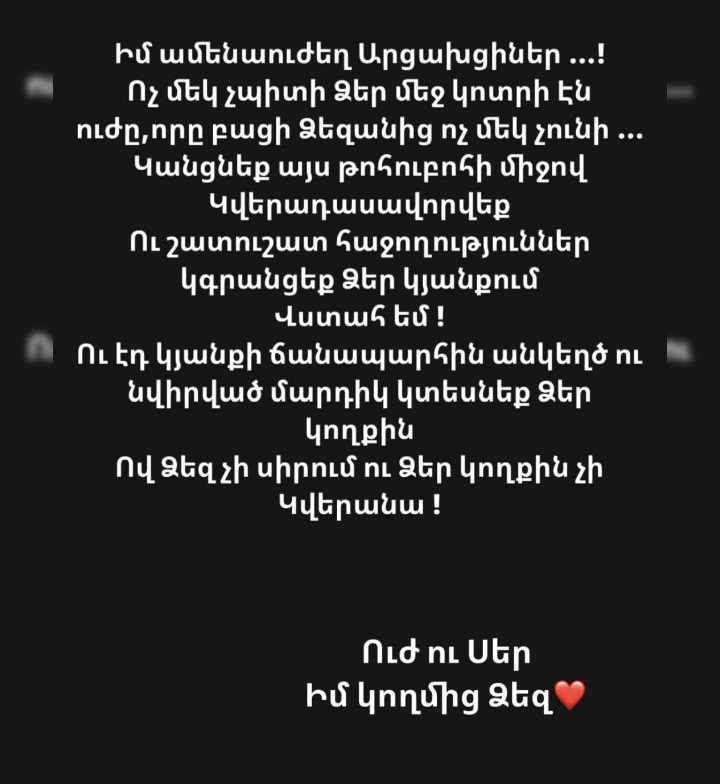 Իմ ամենաուժեղ Արցախցիներ ...!
Ոչ մեկ չպիտի Ձեր մեջ կոտրի Էն
ուժը,որը բացի Ձեզանից ոչ մեկ չունի ...
Կանցնեք այս թոհուբոհի միջով
Կվերադասավորվեք
Ու շատուշատ հաջողություններ
կգրանցեք Ձեր կյանքում
Վստահ եմ !
Ու էդ կյանքի ճանապարհին անկեղծ ու
նվիրված մարդիկ կտեսնեք Ձեր
կողքին
Ով Ձեզ չի սիրում ու Ձեր կողքին չի
Կվերանա !
Ուժ ու Սեր
Իմ կողմից Ձեզ❤️